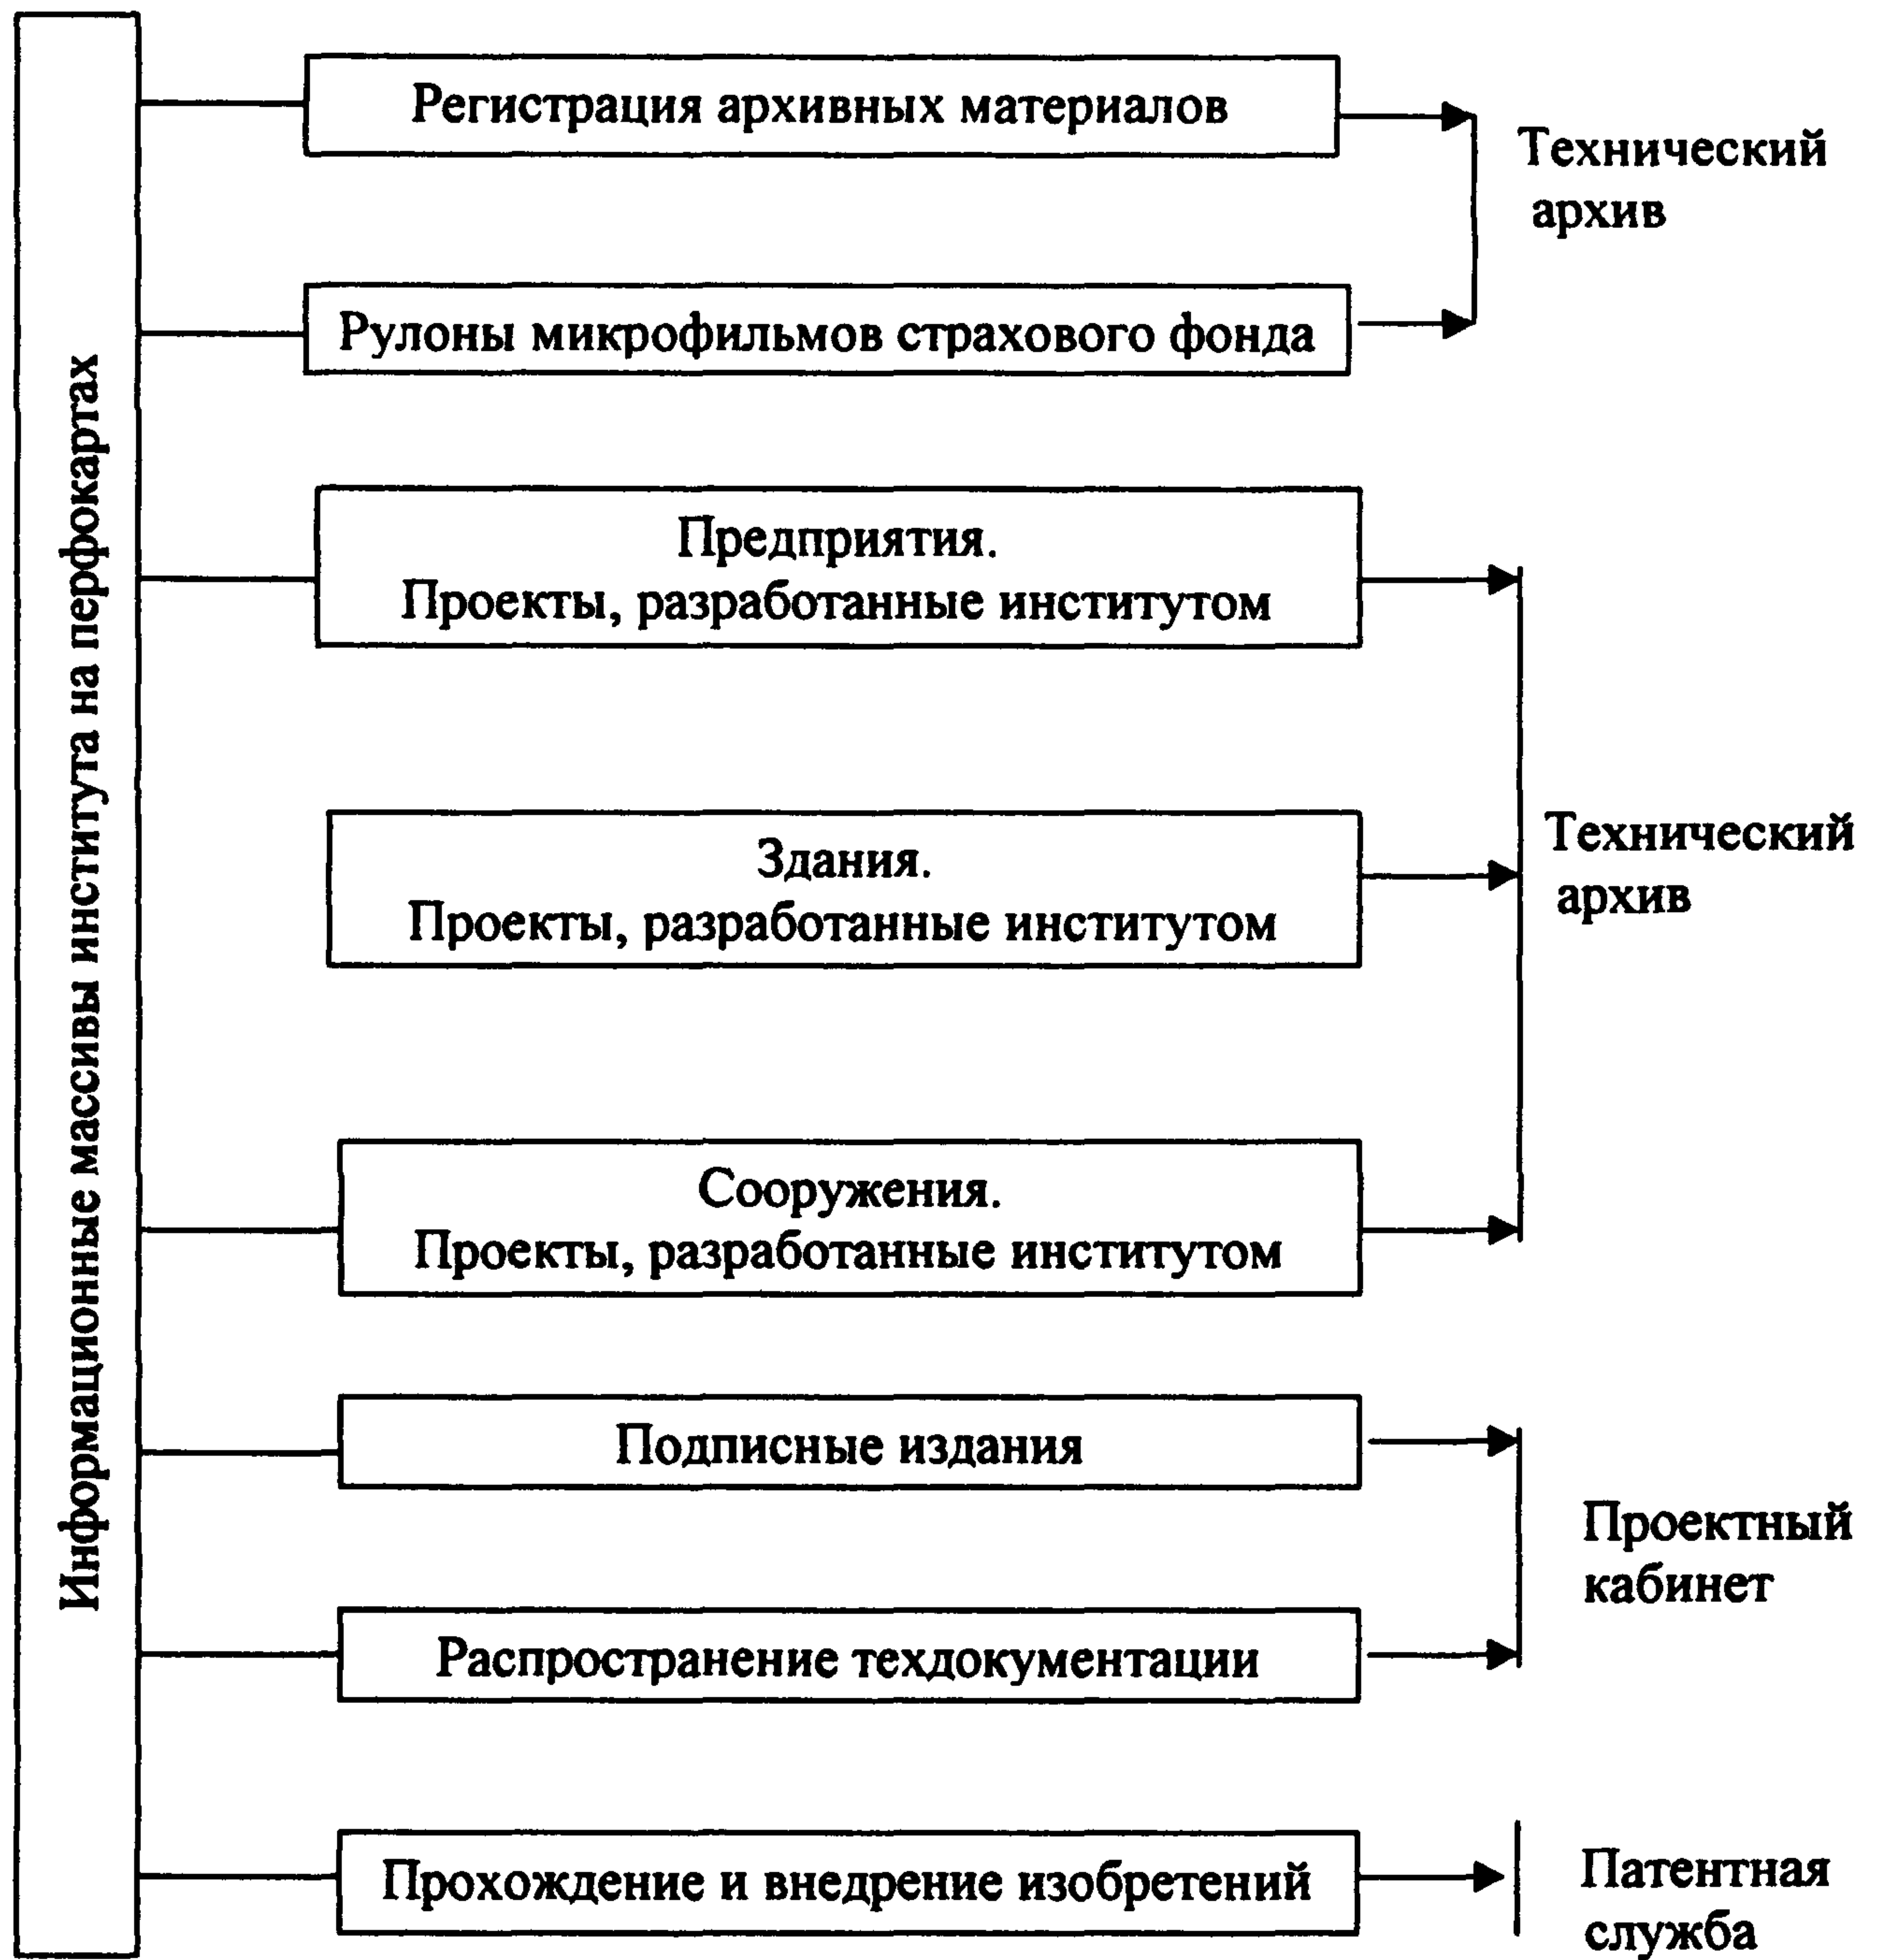 Информационные массивы института на перфокартах
Регистрация архивных материалов
Рулоны микрофильмов страхового фонда
Технический
архив
Предприятия.
Проекты, разработанные институтом
Здания.
Проекты, разработанные институтом
Сооружения.
Проекты, разработанные институтом
Технический
архив
Подписные издания
Распространение техдокументации
Проектный
кабинет
Прохождение и внедрение изобретений
Патентная
служба